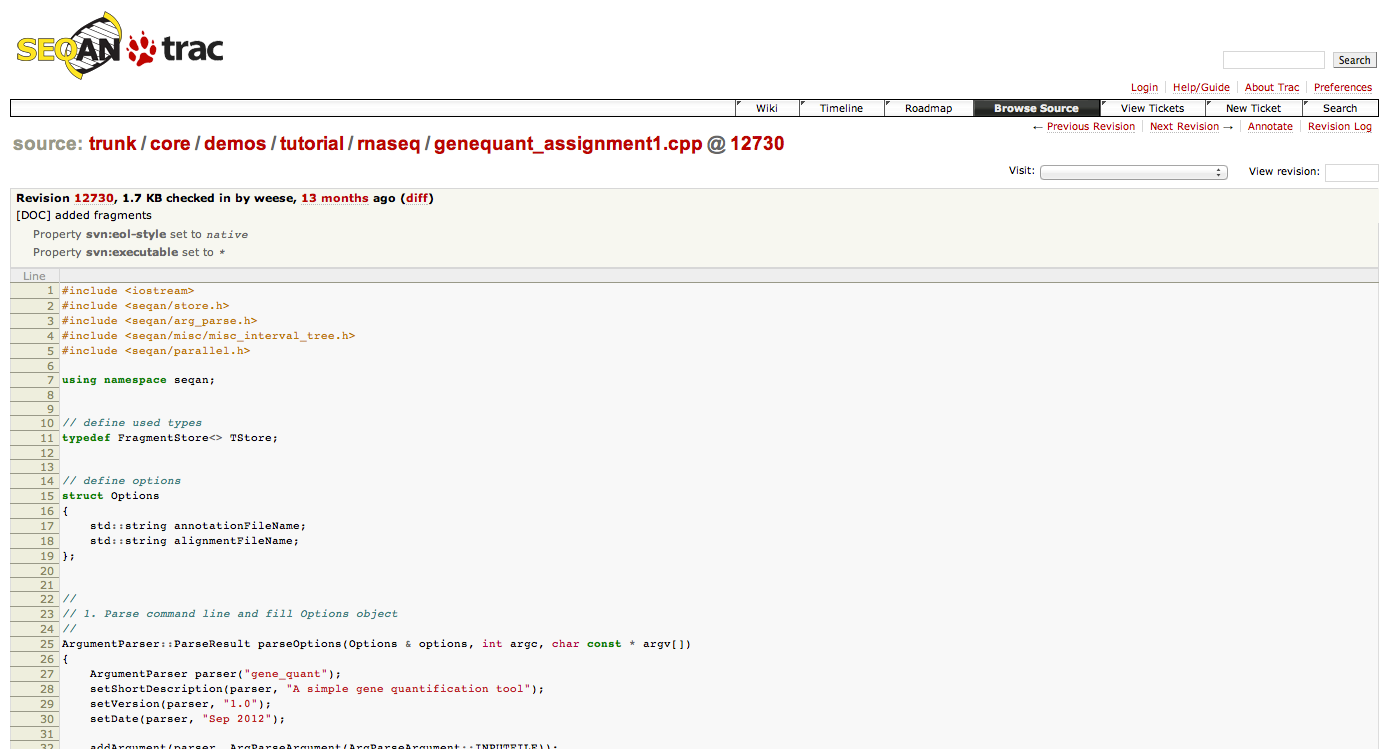 SEQAN trac
Search
Login Help/Guide About Trac Preferences
Wiki Timeline Roadmap Browse Source View Tickets New Ticket Search
← Previous Revision Next Revision → Annotate Revision Log
source: trunk / core / demos / tutorial / rnaseq / genequant_assignment1.cpp @ 12730
Visit: View revision:
Revision 12730, 1.7 KB checked in by weese, 13 months ago (diff)
[DOC] added fragments
Property svn:eol-style set to native
Property svn:executable set to *
Line
1 #include <iostream>
2 #include <seqan/store.h>
3 #include <seqan/arg_parse.h>
4 #include <seqan/misc/misc_interval_tree.h>
5 #include <seqan/parallel.h>
6
7 using namespace seqan;
8
9
10 // define used types
11 typedef FragmentStore<> TStore;
12
13
14 // define options
15 struct Options
16 {
17     std::string annotationFileName;
18     std::string alignmentFileName;
19 };
20
21
22 //
23 // 1. Parse command line and fill Options object
24 //
25 ArgumentParser::ParseResult parseOptions(Options & options, int argc, char const * argv[])
26 {
27     ArgumentParser parser("gene_quant");
28     setShortDescription(parser, "A simple gene quantification tool");
29     setVersion(parser, "1.0");
30     setDate(parser, "Sep 2012");
31
32     addArgument(parser, ArgParseArgument(ArgParseArgument::INPUTFILE));